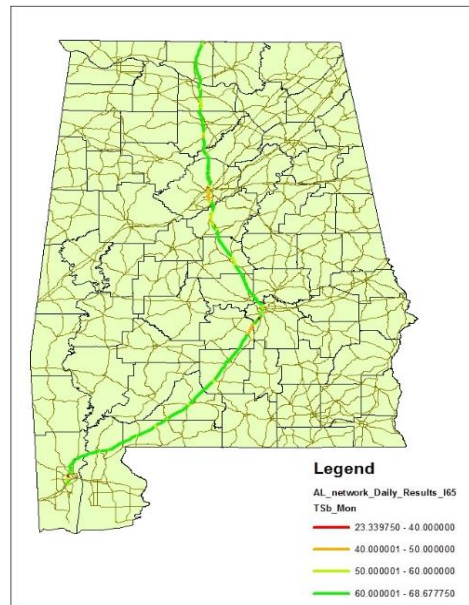 Legend
AL_network_Daily_Results_I65
TSb_Mon
23.339750 - 40.000000
40.000001 - 50.000000
50.000001 - 60.000000
60.000001 - 68.677750